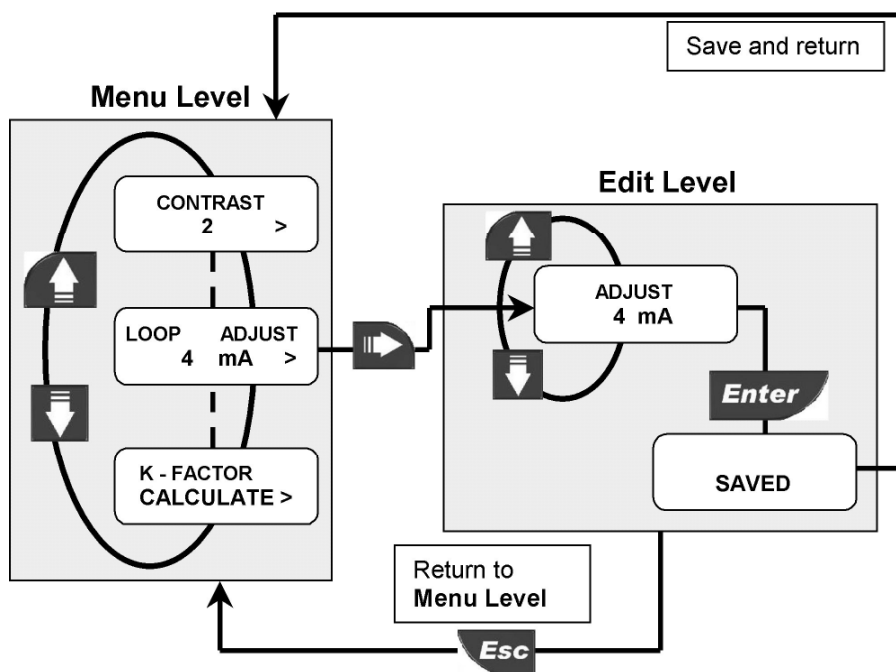 Save and return
Menu Level
CONTRAST
2 >
LOOP ADJUST
4 mA >
K - FACTOR
CALCULATE >
Edit Level
ADJUST
4 mA
Enter
SAVED
Return to
Menu Level
Esc